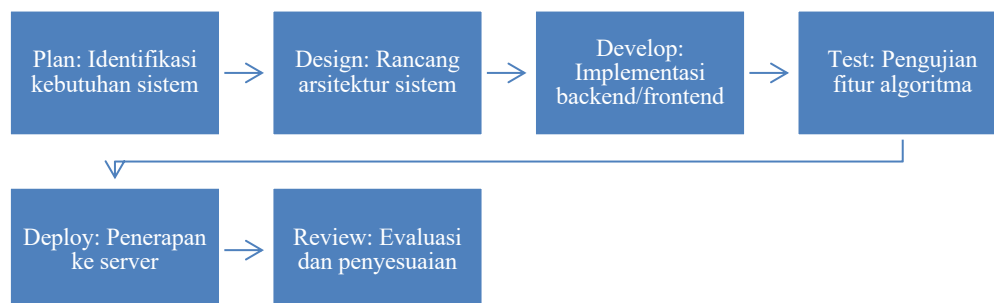 Plan: Identifikasi
kebutuhan sistem
Design: Rancang
arsitektur sistem
Develop:
Implementasi
backend/frontend
Test: Pengujian
fitur algoritma
Deploy: Penerapan
ke server
Review: Evaluasi
dan penyesuaian